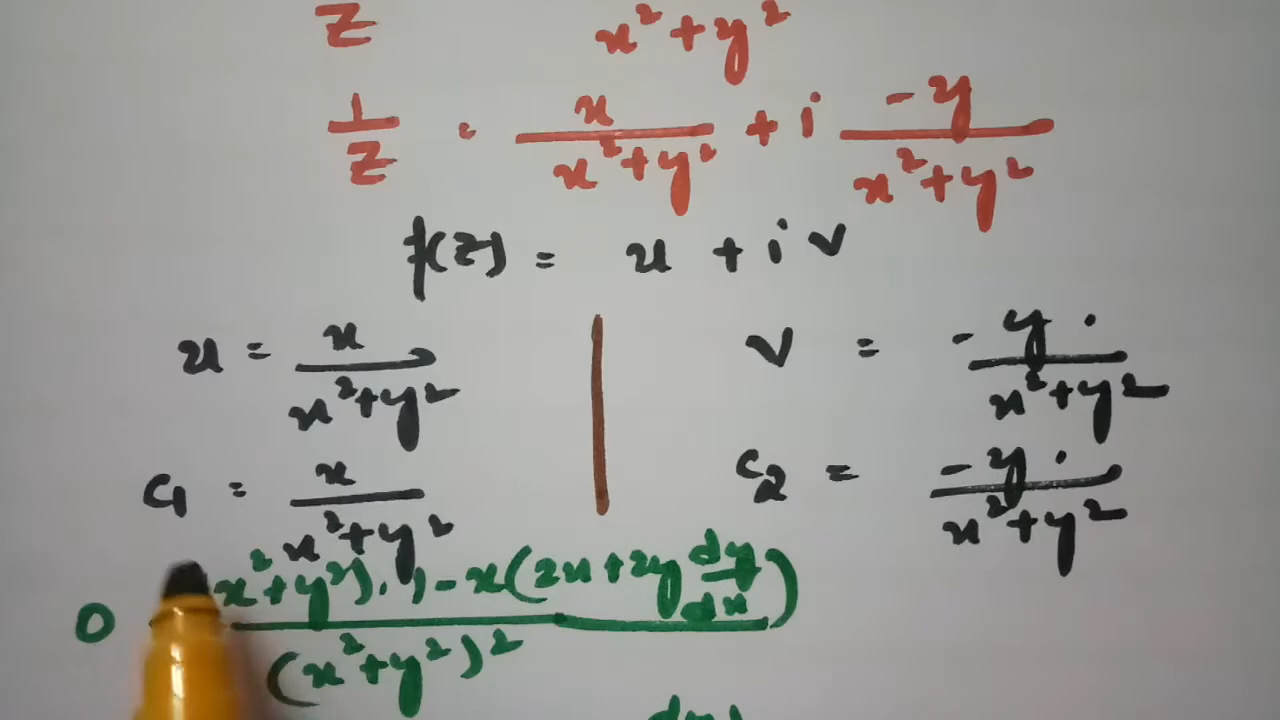 z x²+y²
1/z = x/(x²+y²) + i -y/(x²+y²)
f(z) = u + i v
u = x/(x²+y²) v = -y/(x²+y²)
c₁ = x/(x²+y²) c₂ = -y/(x²+y²)
0 x²+y²).1-x(2x+2y dy/dx)/(x²+y²)²